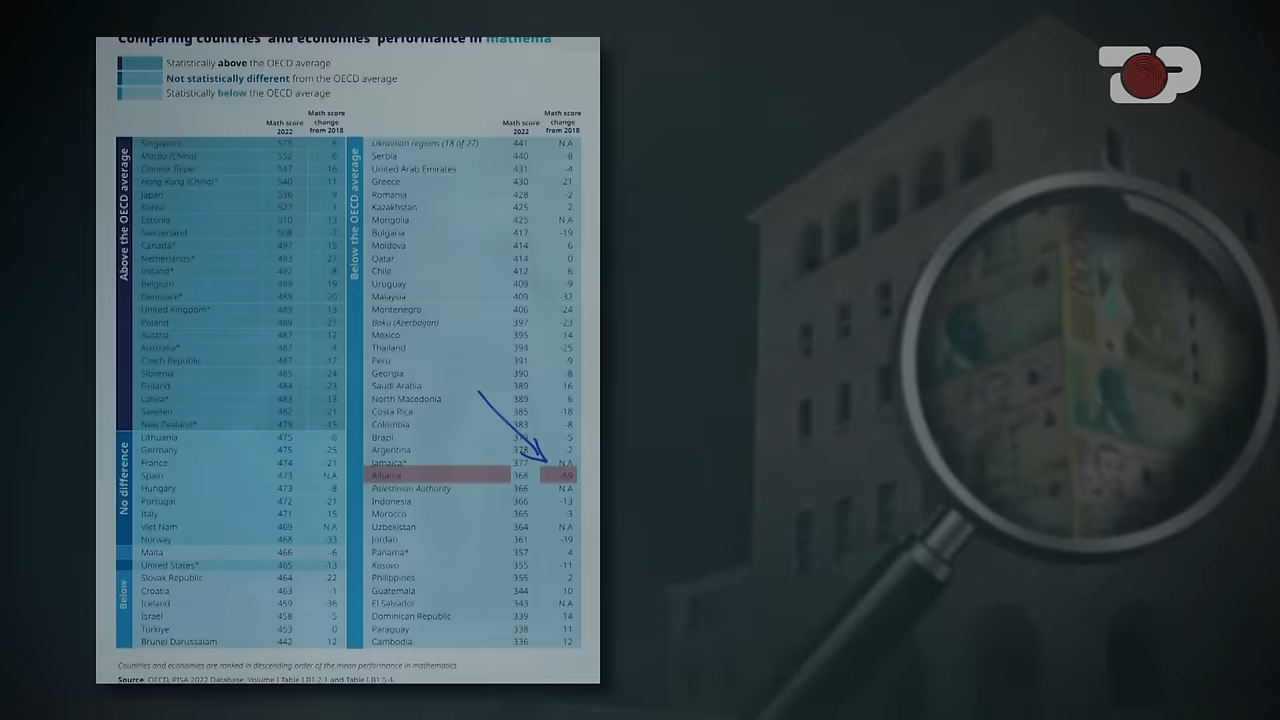 Comparing countries' and economies' performance in mathema
Statistically above the OECD average
Not statistically different from the OECD average
Statistically below the OECD average
Math score 2022 Math score change from 2018
Above the OECD average
Singapore 575 6
Macao (China) 552 -6
Chinese Taipei 547 16
Hong Kong (China)* 540 -11
Japan 536 9
Korea 527 1
Estonia 510 -13
Switzerland 508 -7
Canada* 497 -15
Netherlands* 493 -27
Ireland* 492 -8
Belgium 489 -19
Denmark* 489 -20
United Kingdom* 489 -13
Poland 489 -27
Austria 487 -12
Australia* 487 -4
Czech Republic 487 -12
Slovenia 485 -24
Finland 484 -23
Latvia* 483 -13
Sweden 482 -21
New Zealand* 479 -15
No difference
Lithuania 475 -6
Germany 475 -25
France 474 -21
Spain 473 N.A
Hungary 473 -8
Portugal 472 -21
Italy 471 -15
Viet Nam 469 N.A
Norway 468 -33
Malta 466 -6
United States* 465 -13
Below
Slovak Republic 464 -22
Croatia 463 -1
Iceland 459 -36
Israel 458 -5
Türkiye 453 0
Brunei Darussalam 442 12
Math score 2022 Math score change from 2018
Below the OECD average
Ukrainian regions (18 of 27) 441 N.A
Serbia 440 -8
United Arab Emirates 431 -4
Greece 430 -21
Romania 428 -2
Kazakhstan 425 2
Mongolia 425 N.A
Bulgaria 417 -19
Moldova 414 -6
Qatar 414 0
Chile 412 -6
Uruguay 409 -9
Malaysia 409 -32
Montenegro 406 -24
Baku (Azerbaijan) 397 -23
Mexico 395 -14
Thailand 394 -25
Peru 391 -9
Georgia 390 -8
Saudi Arabia 389 16
North Macedonia 389 -6
Costa Rica 385 -18
Colombia 383 -8
Brazil 379 -5
Argentina 378 -2
Jamaica* 377 N.A
Albania 368 -69
Palestinian Authority 366 N.A
Indonesia 366 -13
Morocco 365 -3
Uzbekistan 364 N.A
Jordan 361 -39
Panama* 357 4
Kosovo 355 -11
Philippines 355 2
Guatemala 344 10
El Salvador 343 N.A
Dominican Republic 339 14
Paraguay 338 11
Cambodia 336 12
Countries and economies are ranked in descending order of the mean performance in mathematics.
Source: OECD, PISA 2022 Database, Volume I Table I.B1.2.1 and Table I.B1.5.4